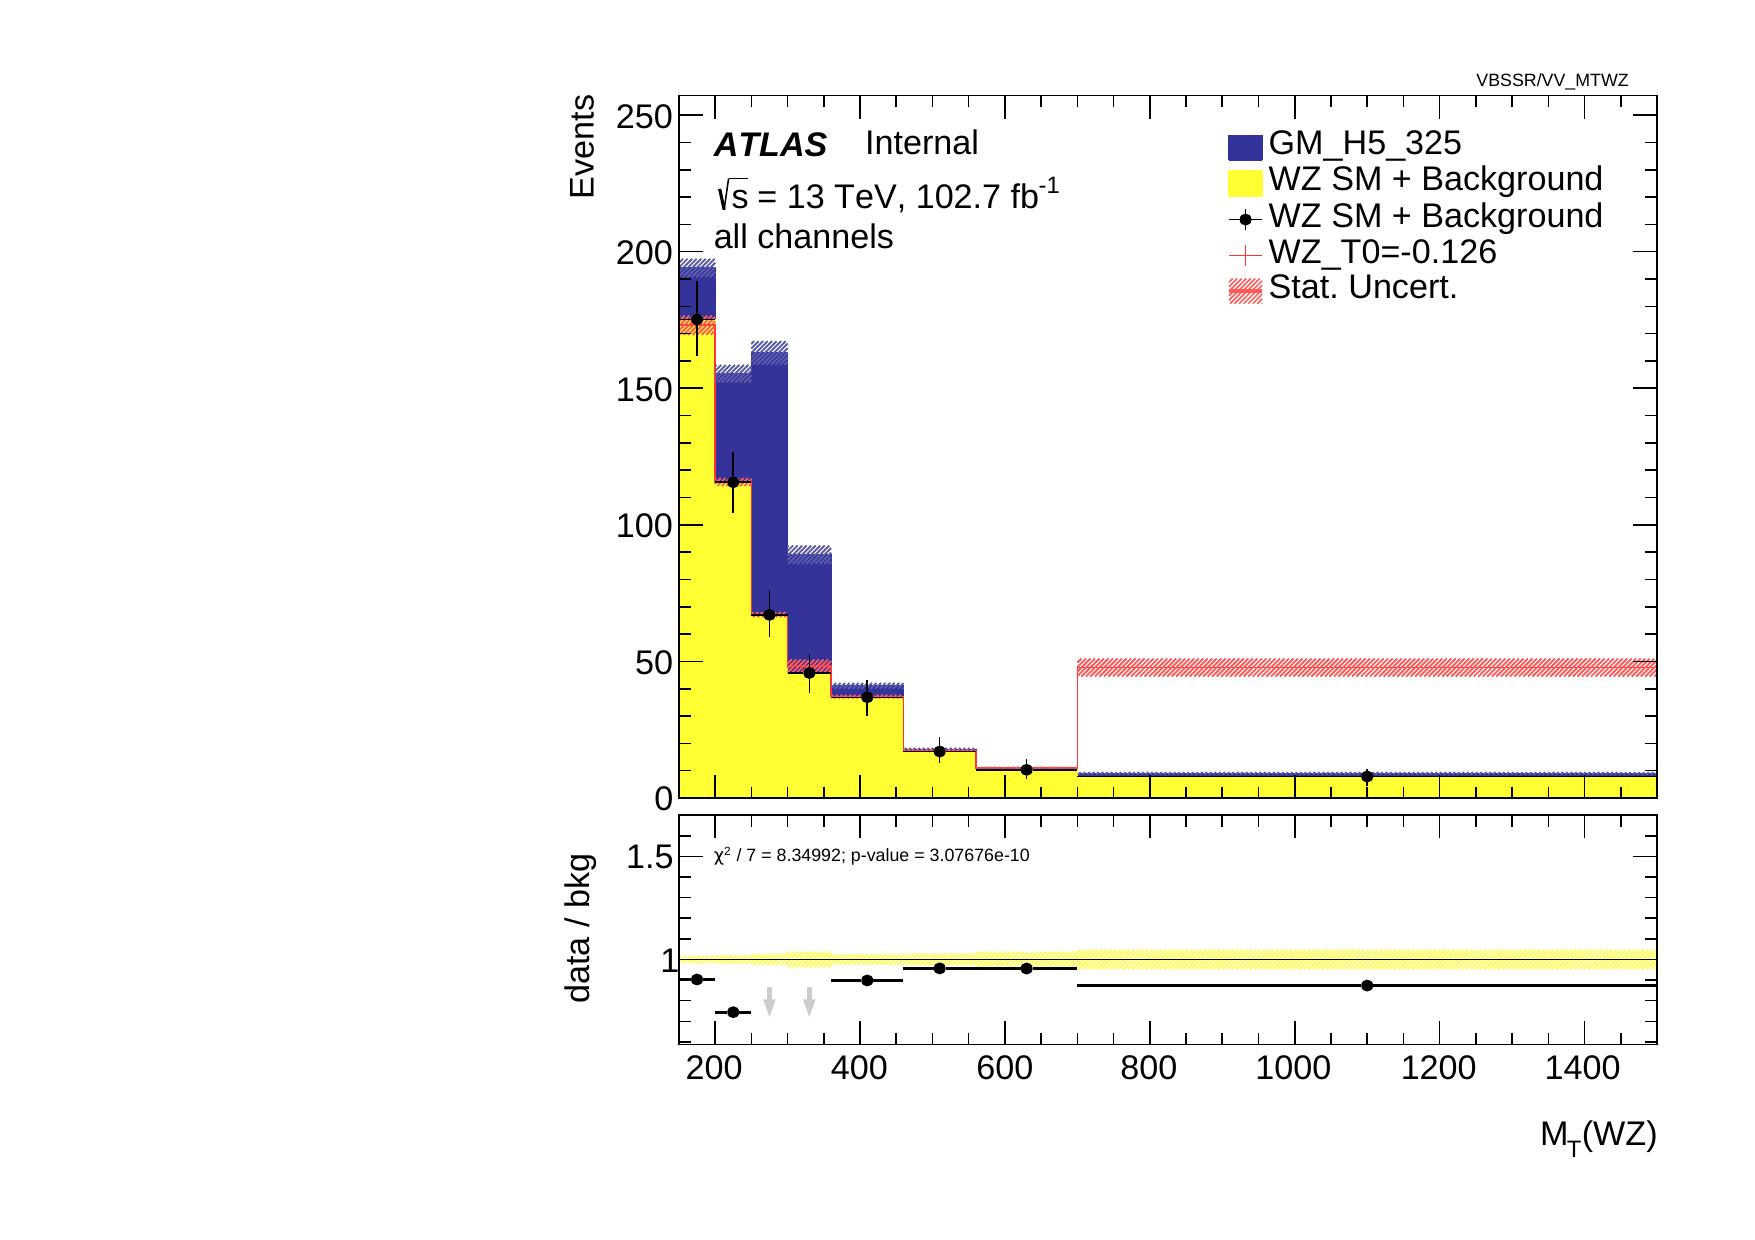 VBSSR/VV_MTWZ
Events
250
200
150
100
50
0
ATLAS Internal
√s = 13 TeV, 102.7 fb-1
all channels
GM_H5_325
WZ SM + Background
WZ SM + Background
WZ_T0=-0.126
Stat. Uncert.
data / bkg
1.5
1
χ2 / 7 = 8.34992; p-value = 3.07676e-10
200 400 600 800 1000 1200 1400
MT(WZ)